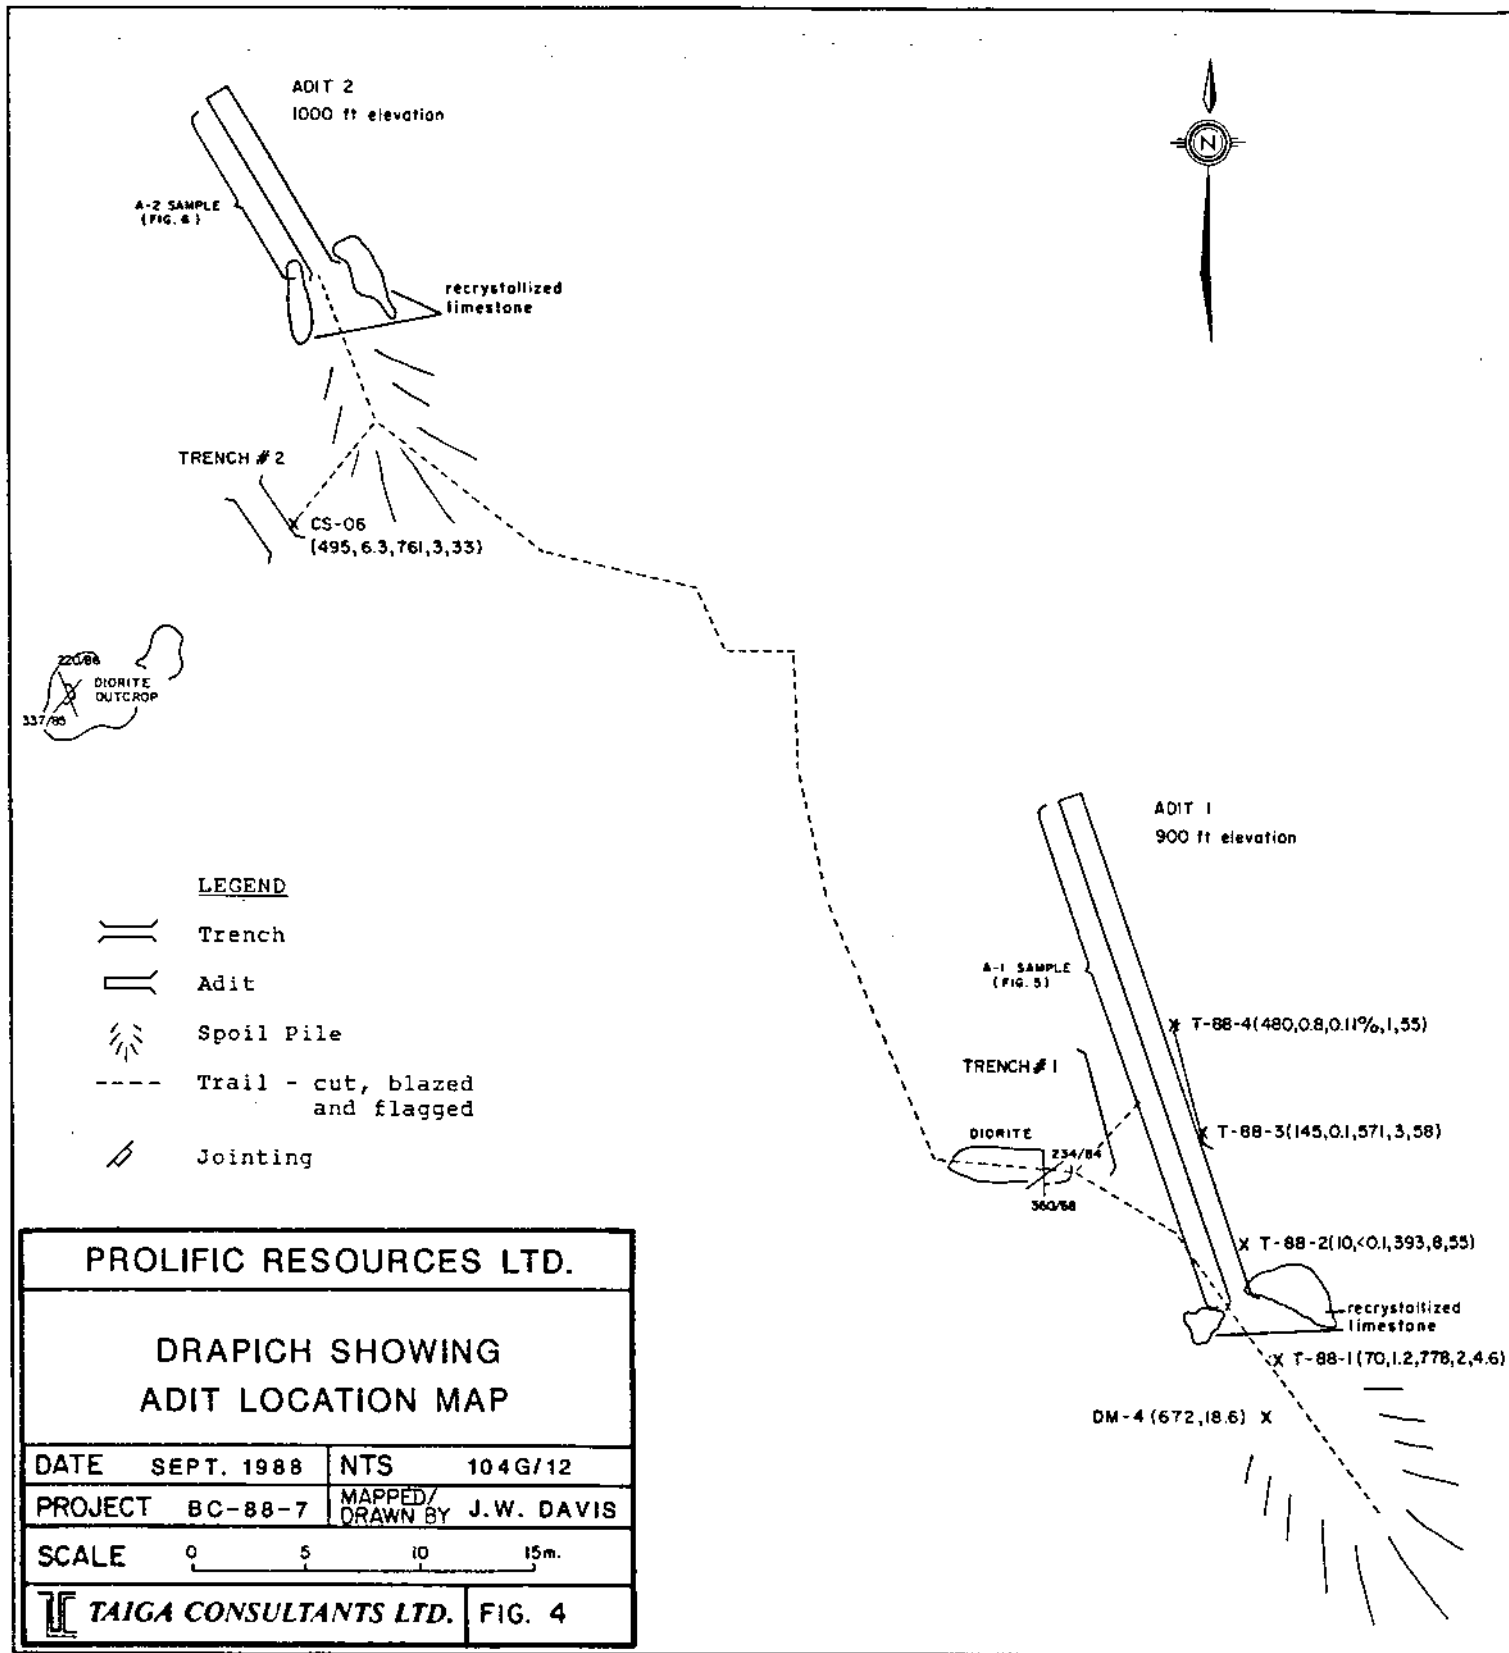 ADIT 2
1000 ft elevation
N
A-2 SAMPLE
(FIG. 6)
recrystallized
limestone
TRENCH # 2
CS-06
(495, 6.3, 761, 3, 33)
220/86
DIORITE
OUTCROP
337/85
ADIT 1
900 ft elevation
A-1 SAMPLE
(FIG. 5)
T-88-4 (480, 0.8, 0.11%, 1, 55)
TRENCH # 1
T-88-3 (145, 0.1, 571, 3, 58)
DIORITE
234/84
360/68
T-88-2 (10, <0.1, 393, 8, 55)
recrystallized
limestone
T-88-1 (70, 1.2, 778, 2, 4.6)
DM-4 (672, 18.6)
LEGEND
Trench
Adit
Spoil Pile
Trail - cut, blazed
and flagged
Jointing
PROLIFIC RESOURCES LTD.
DRAPICH SHOWING
ADIT LOCATION MAP
DATE SEPT. 1988 NTS 104G/12
PROJECT BC-88-7 MAPPED/
DRAWN BY J.W. DAVIS
SCALE 0 5 10 15m.
TAIGA CONSULTANTS LTD. FIG. 4